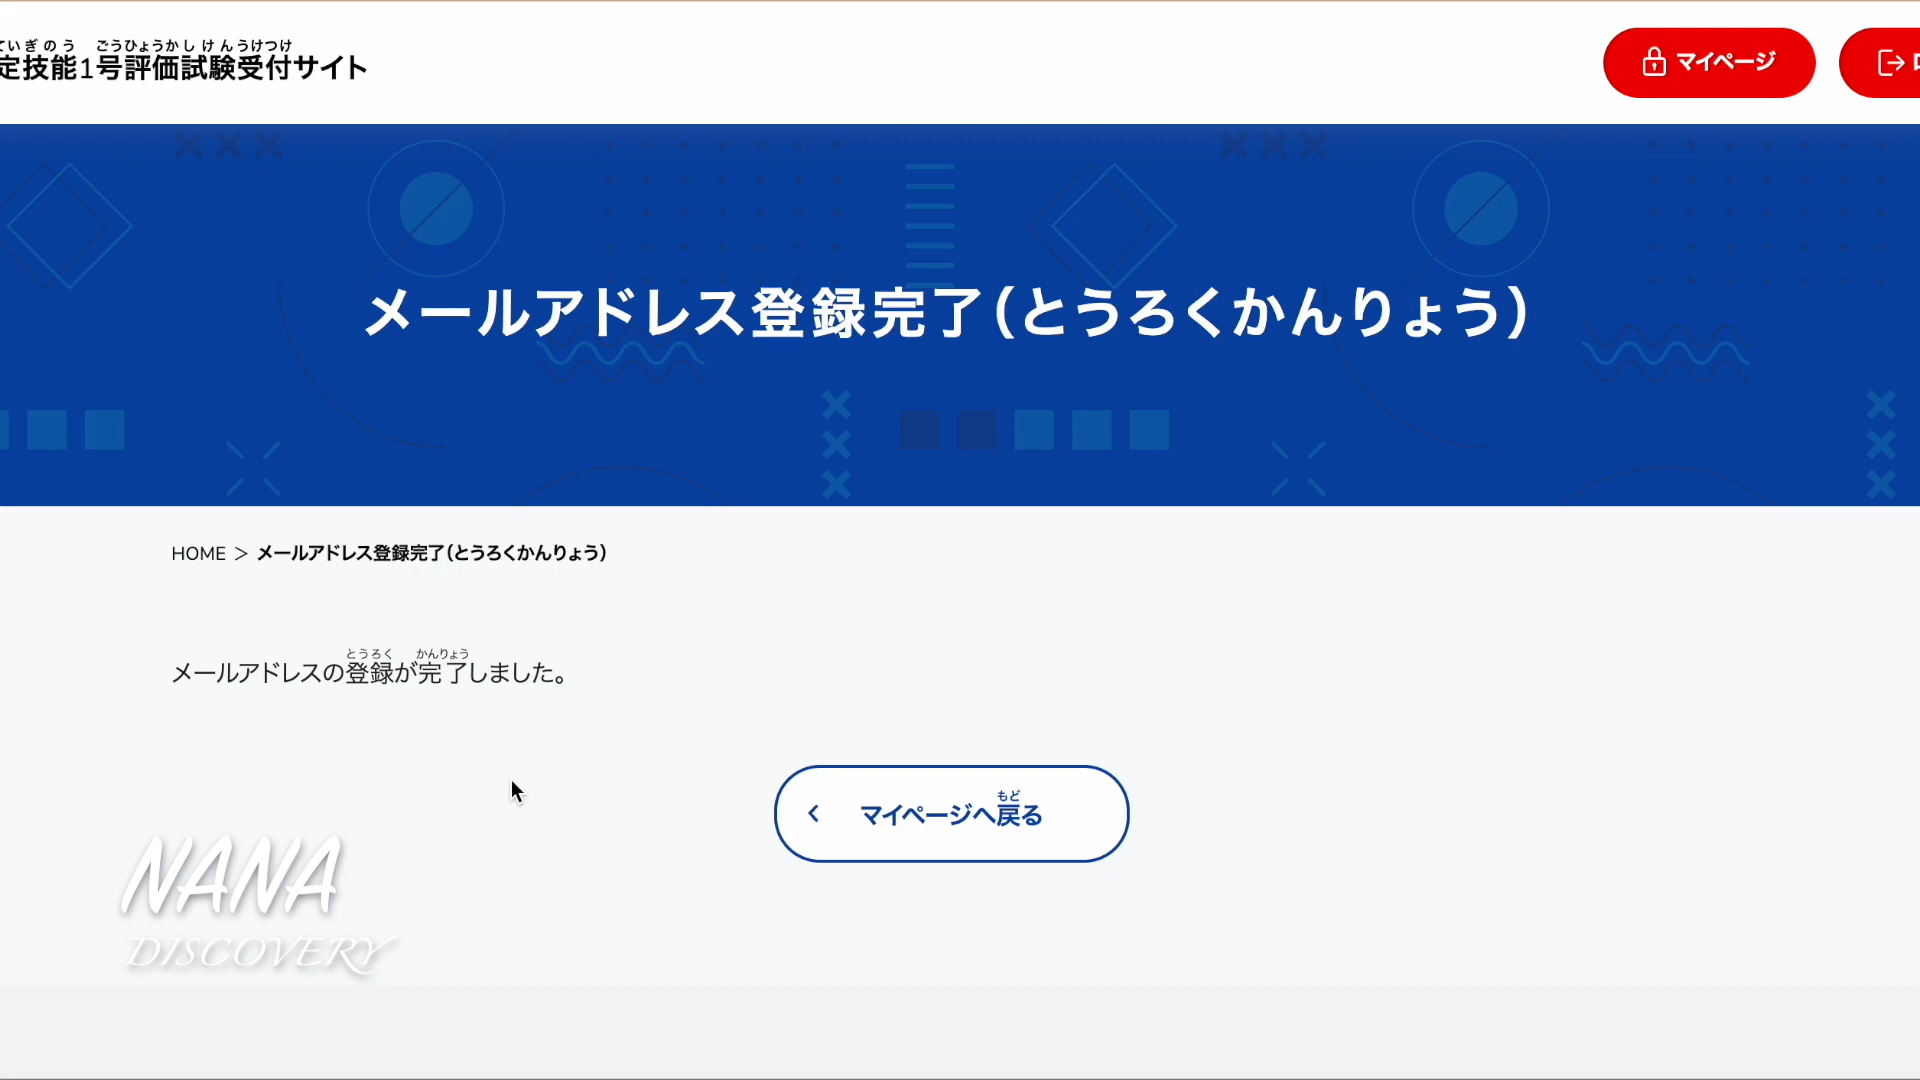 ていぎのう ごうひょうかしけんうけつけ
定技能1号評価試験受付サイト
マイページ
メールアドレス登録完了（とうろくかんりょう）
HOME > メールアドレス登録完了（とうろくかんりょう）
とうろく かんりょう
メールアドレスの登録が完了しました。
もど
マイページへ戻る
NANA
DISCOVERY